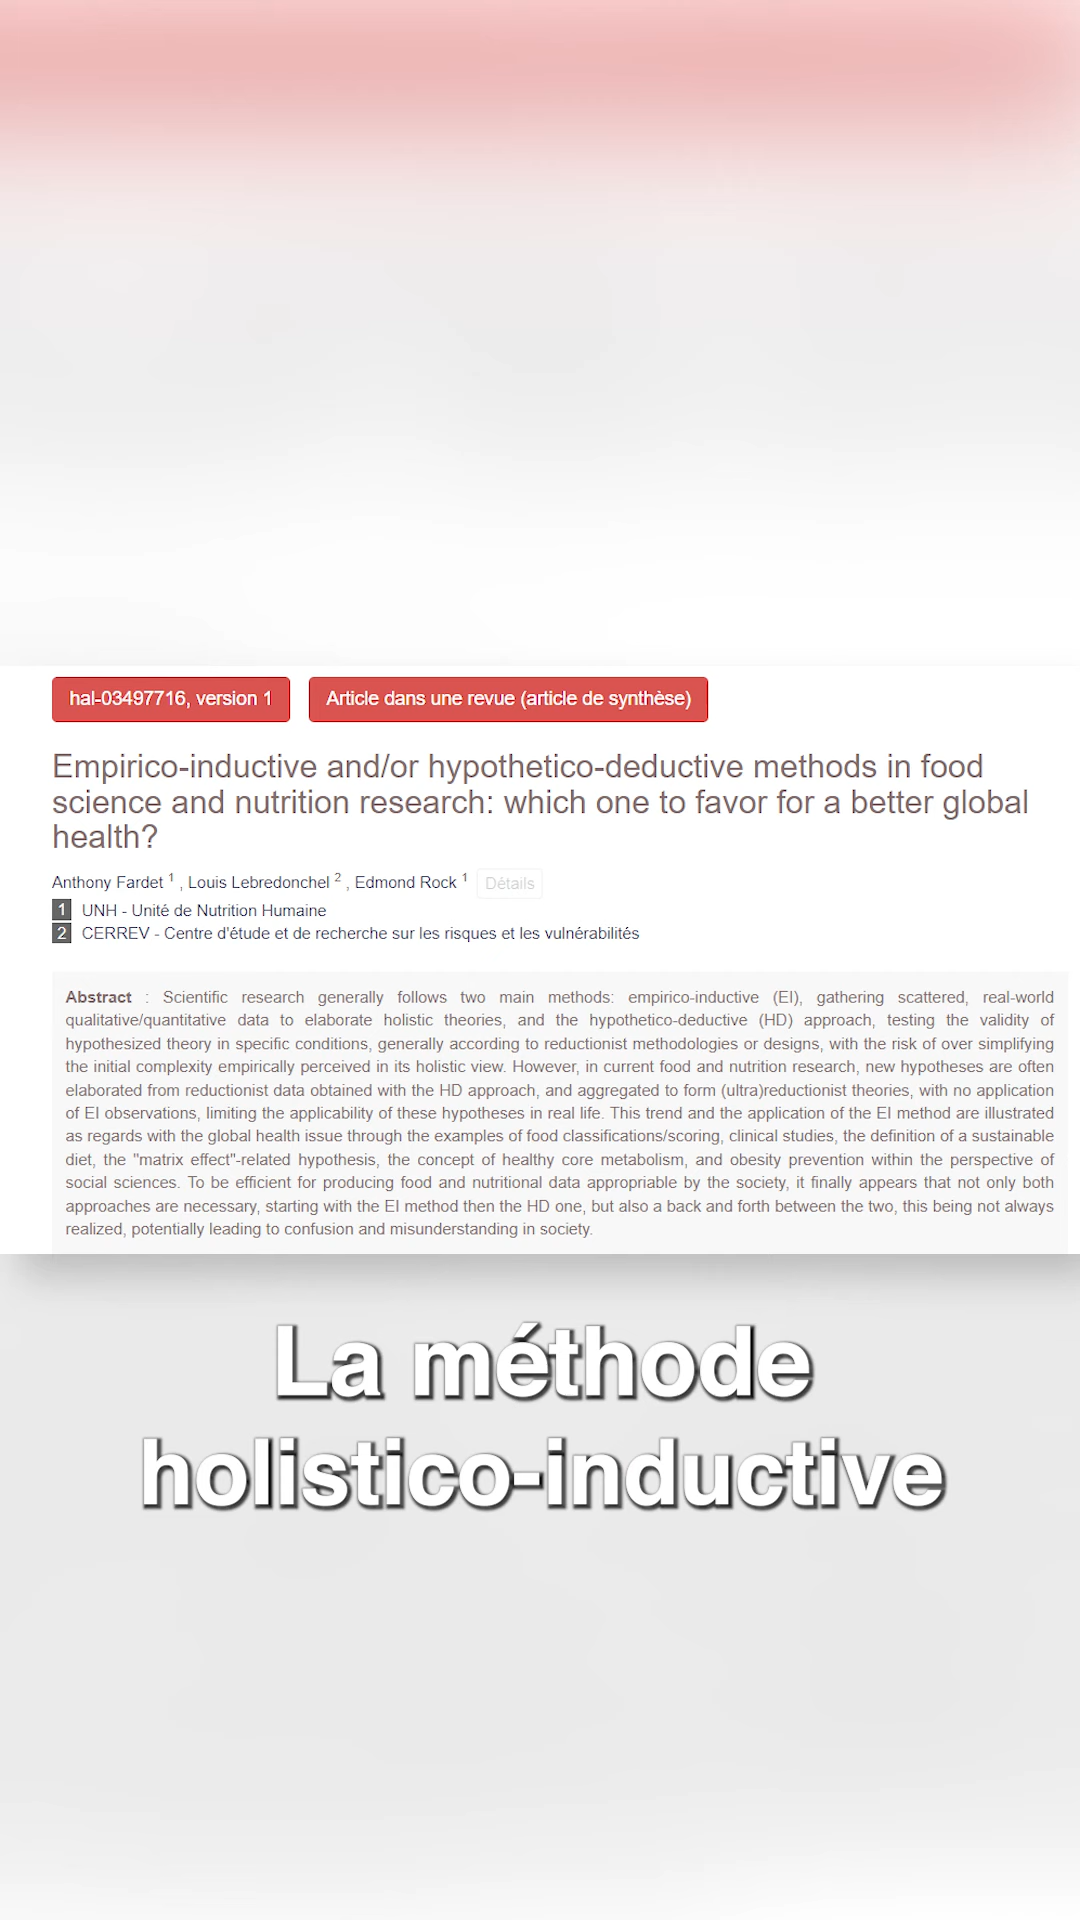 hal-03497716, version 1
Article dans une revue (article de synthèse)
Empirico-inductive and/or hypothetico-deductive methods in food
science and nutrition research: which one to favor for a better global
health?
Anthony Fardet 1 , Louis Lebredonchel 2 , Edmond Rock 1 Détails
1 UNH - Unité de Nutrition Humaine
2 CERREV - Centre d'étude et de recherche sur les risques et les vulnérabilités
Abstract : Scientific research generally follows two main methods: empirico-inductive (EI), gathering scattered, real-world
qualitative/quantitative data to elaborate holistic theories, and the hypothetico-deductive (HD) approach, testing the validity of
hypothesized theory in specific conditions, generally according to reductionist methodologies or designs, with the risk of over simplifying
the initial complexity empirically perceived in its holistic view. However, in current food and nutrition research, new hypotheses are often
elaborated from reductionist data obtained with the HD approach, and aggregated to form (ultra)reductionist theories, with no application
of EI observations, limiting the applicability of these hypotheses in real life. This trend and the application of the EI method are illustrated
as regards with the global health issue through the examples of food classifications/scoring, clinical studies, the definition of a sustainable
diet, the "matrix effect"-related hypothesis, the concept of healthy core metabolism, and obesity prevention within the perspective of
social sciences. To be efficient for producing food and nutritional data appropriable by the society, it finally appears that not only both
approaches are necessary, starting with the EI method then the HD one, but also a back and forth between the two, this being not always
realized, potentially leading to confusion and misunderstanding in society.
La méthode
holistico-inductive